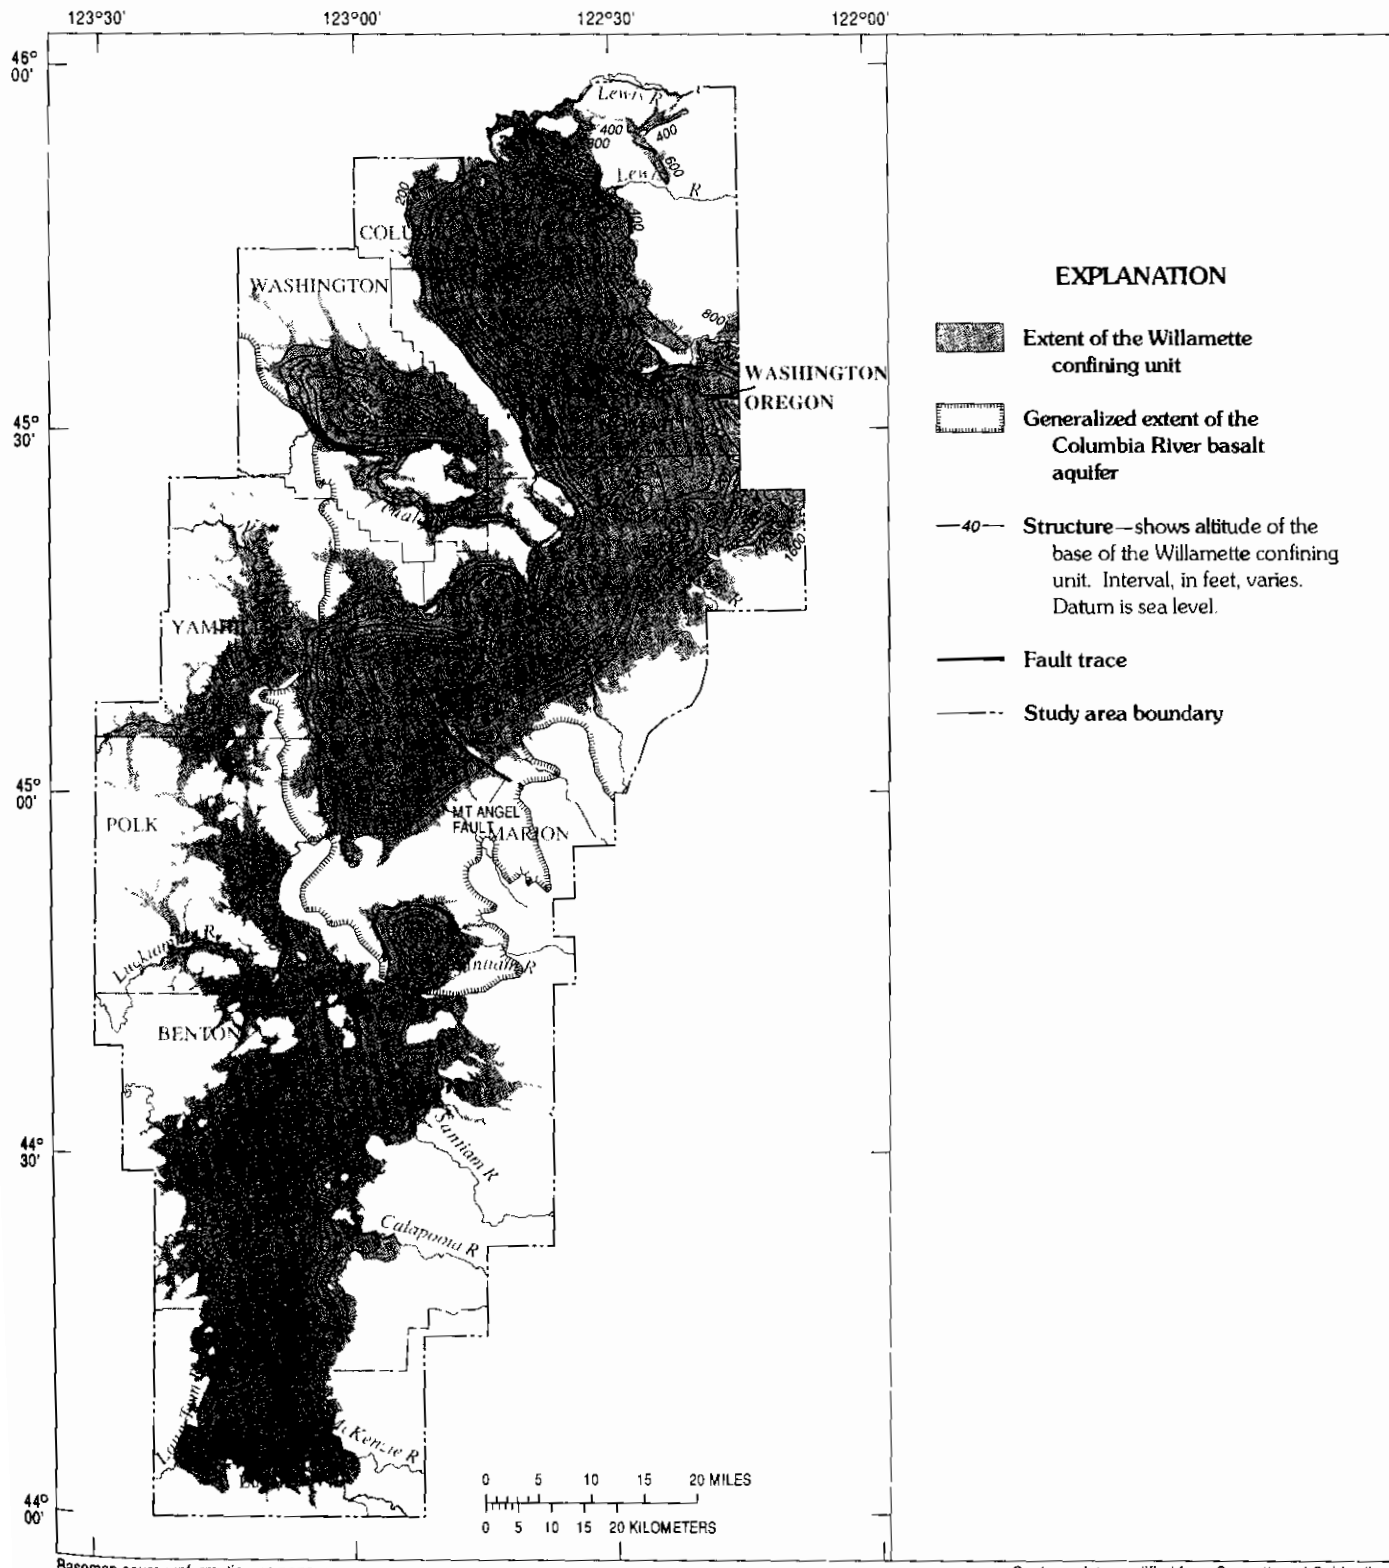 123°30' 123°00' 122°30' 122°00'
46°
00'
Lewis R
400
400
600
Lewis
R
200
400
WASHINGTON
800
EXPLANATION
Extent of the Willamette
confining unit
WASHINGTON
OREGON
Generalized extent of the
Columbia River basalt
aquifer
45°
30'
—40— Structure—shows altitude of the
base of the Willamette confining
unit. Interval, in feet, varies.
Datum is sea level.
1600
R
Fault trace
Study area boundary
45°
00'
POLK
MT ANGEL
FAULT
MARION
R
BENTON
44°
30'
Santiam R
Calapooia R
McKenzie R
0 5 10 15 20 MILES
0 5 10 15 20 KILOMETERS
44°
00'